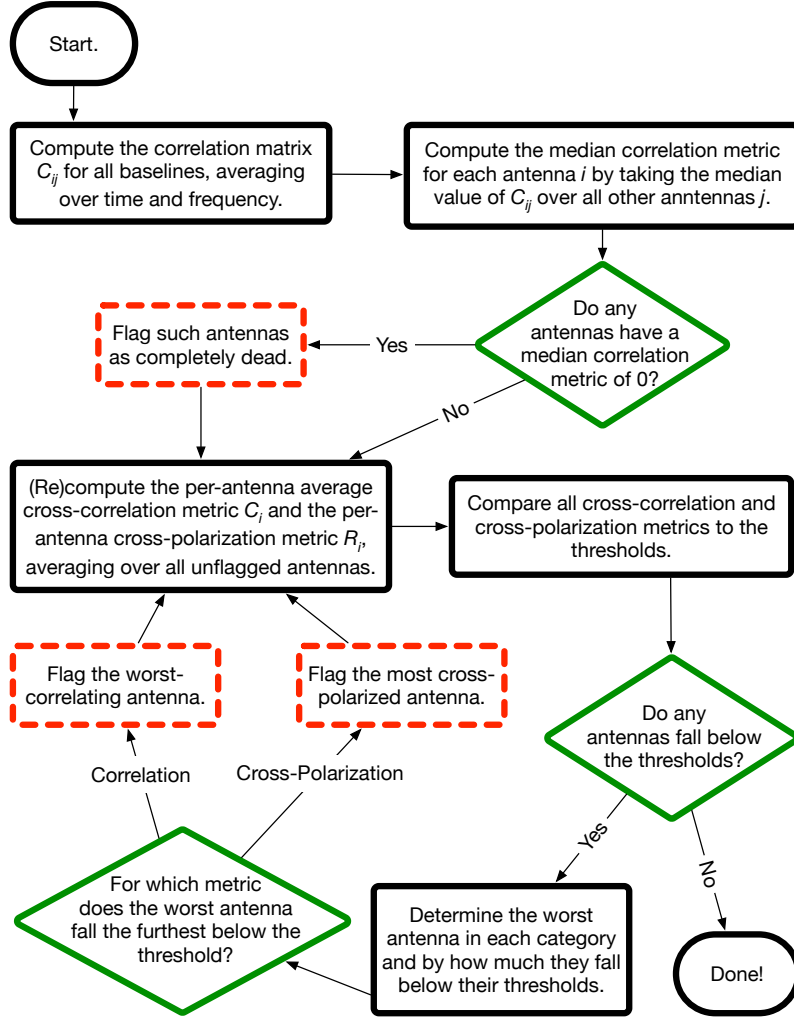 Start.
Compute the correlation matrix
C_ij for all baselines, averaging
over time and frequency.
Compute the median correlation metric
for each antenna i by taking the median
value of C_ij over all other anntennas j.
Do any
antennas have a
median correlation
metric of 0?
Yes
Flag such antennas
as completely dead.
No
(Re)compute the per-antenna average
cross-correlation metric C_i and the per-
antenna cross-polarization metric R_i,
averaging over all unflagged antennas.
Compare all cross-correlation and
cross-polarization metrics to the
thresholds.
Do any
antennas fall below
the thresholds?
Yes
No
Done!
Determine the worst
antenna in each category
and by how much they fall
below their thresholds.
For which metric
does the worst antenna
fall the furthest below the
threshold?
Correlation
Cross-Polarization
Flag the worst-
correlating antenna.
Flag the most cross-
polarized antenna.